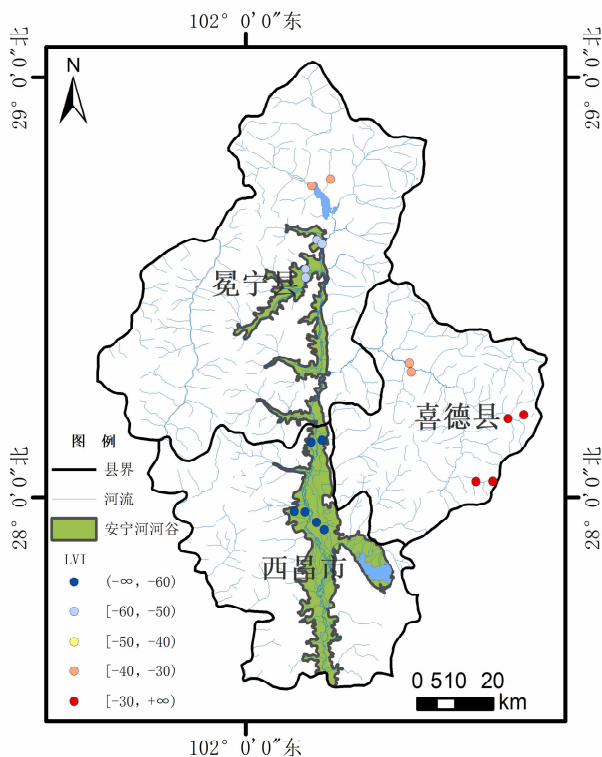 102° 0'0"东
29° 0'0"北
29° 0'0"北
N
冕宁县
喜德县
图 例
县界
河流
安宁河河谷
28° 0'0"北
28° 0'0"北
西昌市
LVI
(-∞, -60)
[-60, -50)
[-50, -40)
[-40, -30)
[-30, +∞)
0 510 20
km
102° 0'0"东